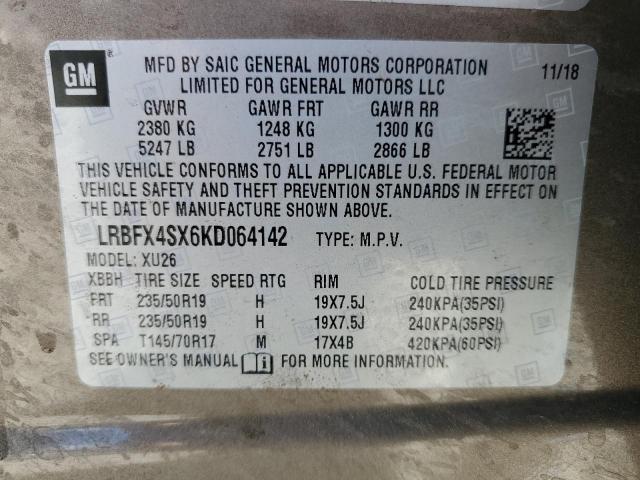 GM
MFD BY SAIC GENERAL MOTORS CORPORATION 11/18
LIMITED FOR GENERAL MOTORS LLC
GVWR GAWR FRT GAWR RR
2380 KG 1248 KG 1300 KG
5247 LB 2751 LB 2866 LB
THIS VEHICLE CONFORMS TO ALL APPLICABLE U.S. FEDERAL MOTOR
VEHICLE SAFETY AND THEFT PREVENTION STANDARDS IN EFFECT ON
THE DATE OF MANUFACTURE SHOWN ABOVE.
LRBFX4SX6KD064142 TYPE: M.P.V.
MODEL: XU26
XBBH TIRE SIZE SPEED RTG RIM COLD TIRE PRESSURE
FRT 235/50R19 H 19X7.5J 240KPA(35PSI)
RR 235/50R19 H 19X7.5J 240KPA(35PSI)
SPA T145/70R17 M 17X4B 420KPA(60PSI)
SEE OWNER'S MANUAL i FOR MORE INFORMATION.